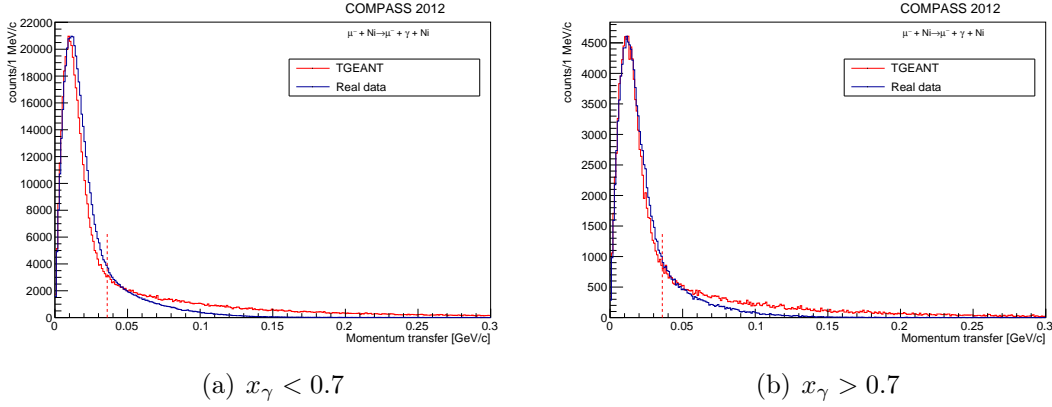 COMPASS 2012
counts/1 MeV/c
22000
20000
18000
16000
14000
12000
10000
8000
6000
4000
2000
0
μ⁻ + Ni→μ⁻ + γ + Ni
TGEANT
Real data
0 0.05 0.1 0.15 0.2 0.25 0.3
Momentum transfer [GeV/c]
(a) xγ < 0.7
COMPASS 2012
counts/1 MeV/c
4500
4000
3500
3000
2500
2000
1500
1000
500
0
μ⁻ + Ni→μ⁻ + γ + Ni
TGEANT
Real data
0 0.05 0.1 0.15 0.2 0.25 0.3
Momentum transfer [GeV/c]
(b) xγ > 0.7